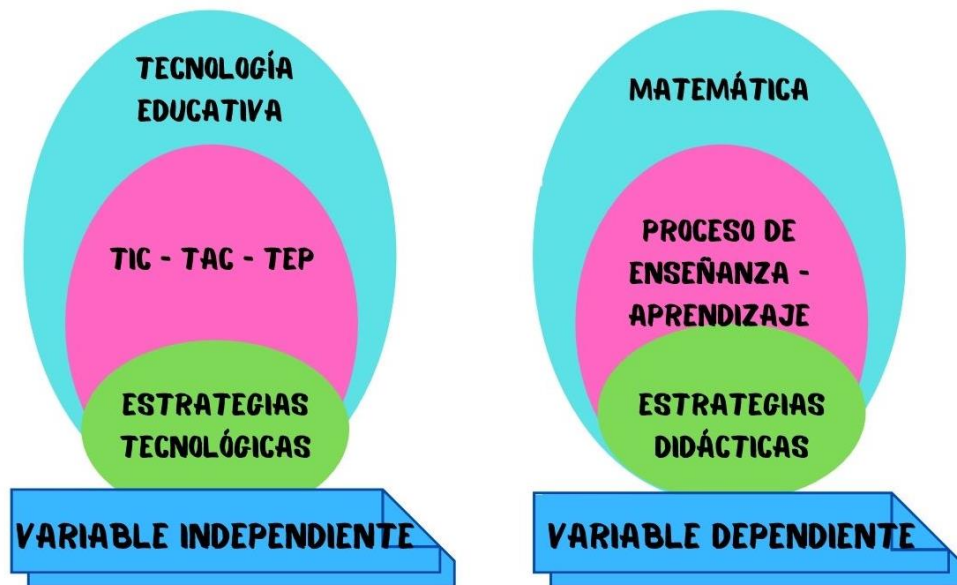 TECNOLOGÍA
EDUCATIVA
TIC - TAC - TEP
ESTRATEGIAS
TECNOLÓGICAS
VARIABLE INDEPENDIENTE
MATEMÁTICA
PROCESO DE
ENSEÑANZA -
APRENDIZAJE
ESTRATEGIAS
DIDÁCTICAS
VARIABLE DEPENDIENTE